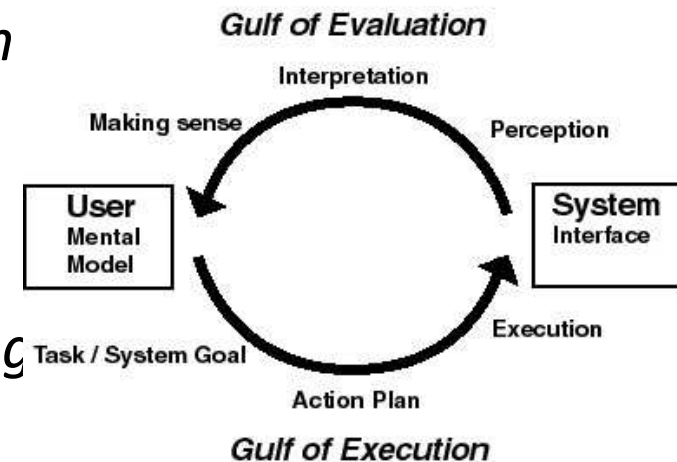 Gulf of Evaluation
Interpretation
Making sense
Perception
User
Mental
Model
System
Interface
Task / System Goal
Execution
Action Plan
Gulf of Execution